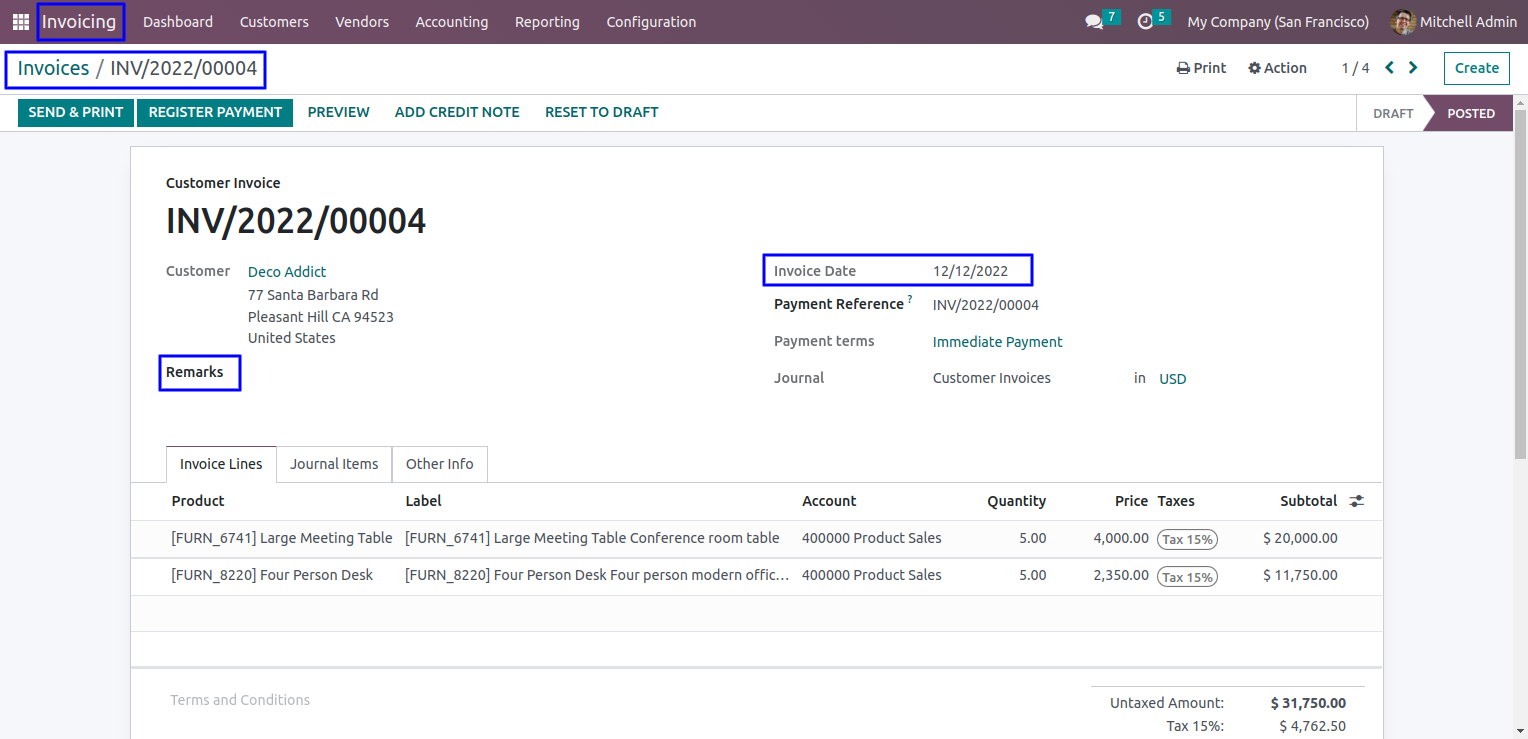 Invoicing Dashboard Customers Vendors Accounting Reporting Configuration 7 5 My Company (San Francisco) Mitchell Admin
Invoices / INV/2022/00004 Print Action 1 / 4 Create
SEND & PRINT REGISTER PAYMENT PREVIEW ADD CREDIT NOTE RESET TO DRAFT DRAFT POSTED
Customer Invoice
INV/2022/00004
Customer Deco Addict Invoice Date 12/12/2022
77 Santa Barbara Rd
Payment Reference ? INV/2022/00004
Pleasant Hill CA 94523
United States Payment terms Immediate Payment
Remarks Journal Customer Invoices in USD
Invoice Lines Journal Items Other Info
Product Label Account Quantity Price Taxes Subtotal
[FURN_6741] Large Meeting Table [FURN_6741] Large Meeting Table Conference room table 400000 Product Sales 5.00 4,000.00 Tax 15% $ 20,000.00
[FURN_8220] Four Person Desk [FURN_8220] Four Person Desk Four person modern offic... 400000 Product Sales 5.00 2,350.00 Tax 15% $ 11,750.00
Terms and Conditions Untaxed Amount: $ 31,750.00
Tax 15%: $ 4,762.50